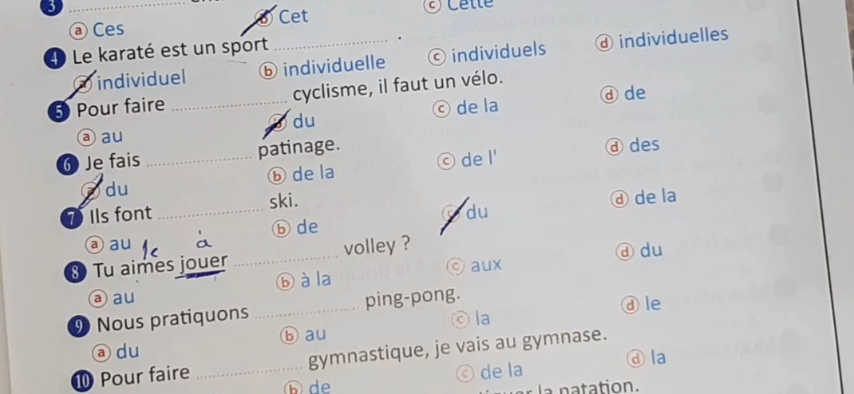 3 ....................
a Ces b Cet c Cette
4 Le karaté est un sport .................... .
a individuel b individuelle c individuels d individuelles
5 Pour faire .................... cyclisme, il faut un vélo.
a au b du c de la d de
6 Je fais .................... patinage.
a du b de la c de l' d des
7 Ils font .................... ski.
a au b de c du d de la
le à
8 Tu aimes jouer .................... volley ?
a au b à la c aux d du
9 Nous pratiquons .................... ping-pong.
a du b au c la d le
10 Pour faire .................... gymnastique, je vais au gymnase.
b de c de la d la
la natation.